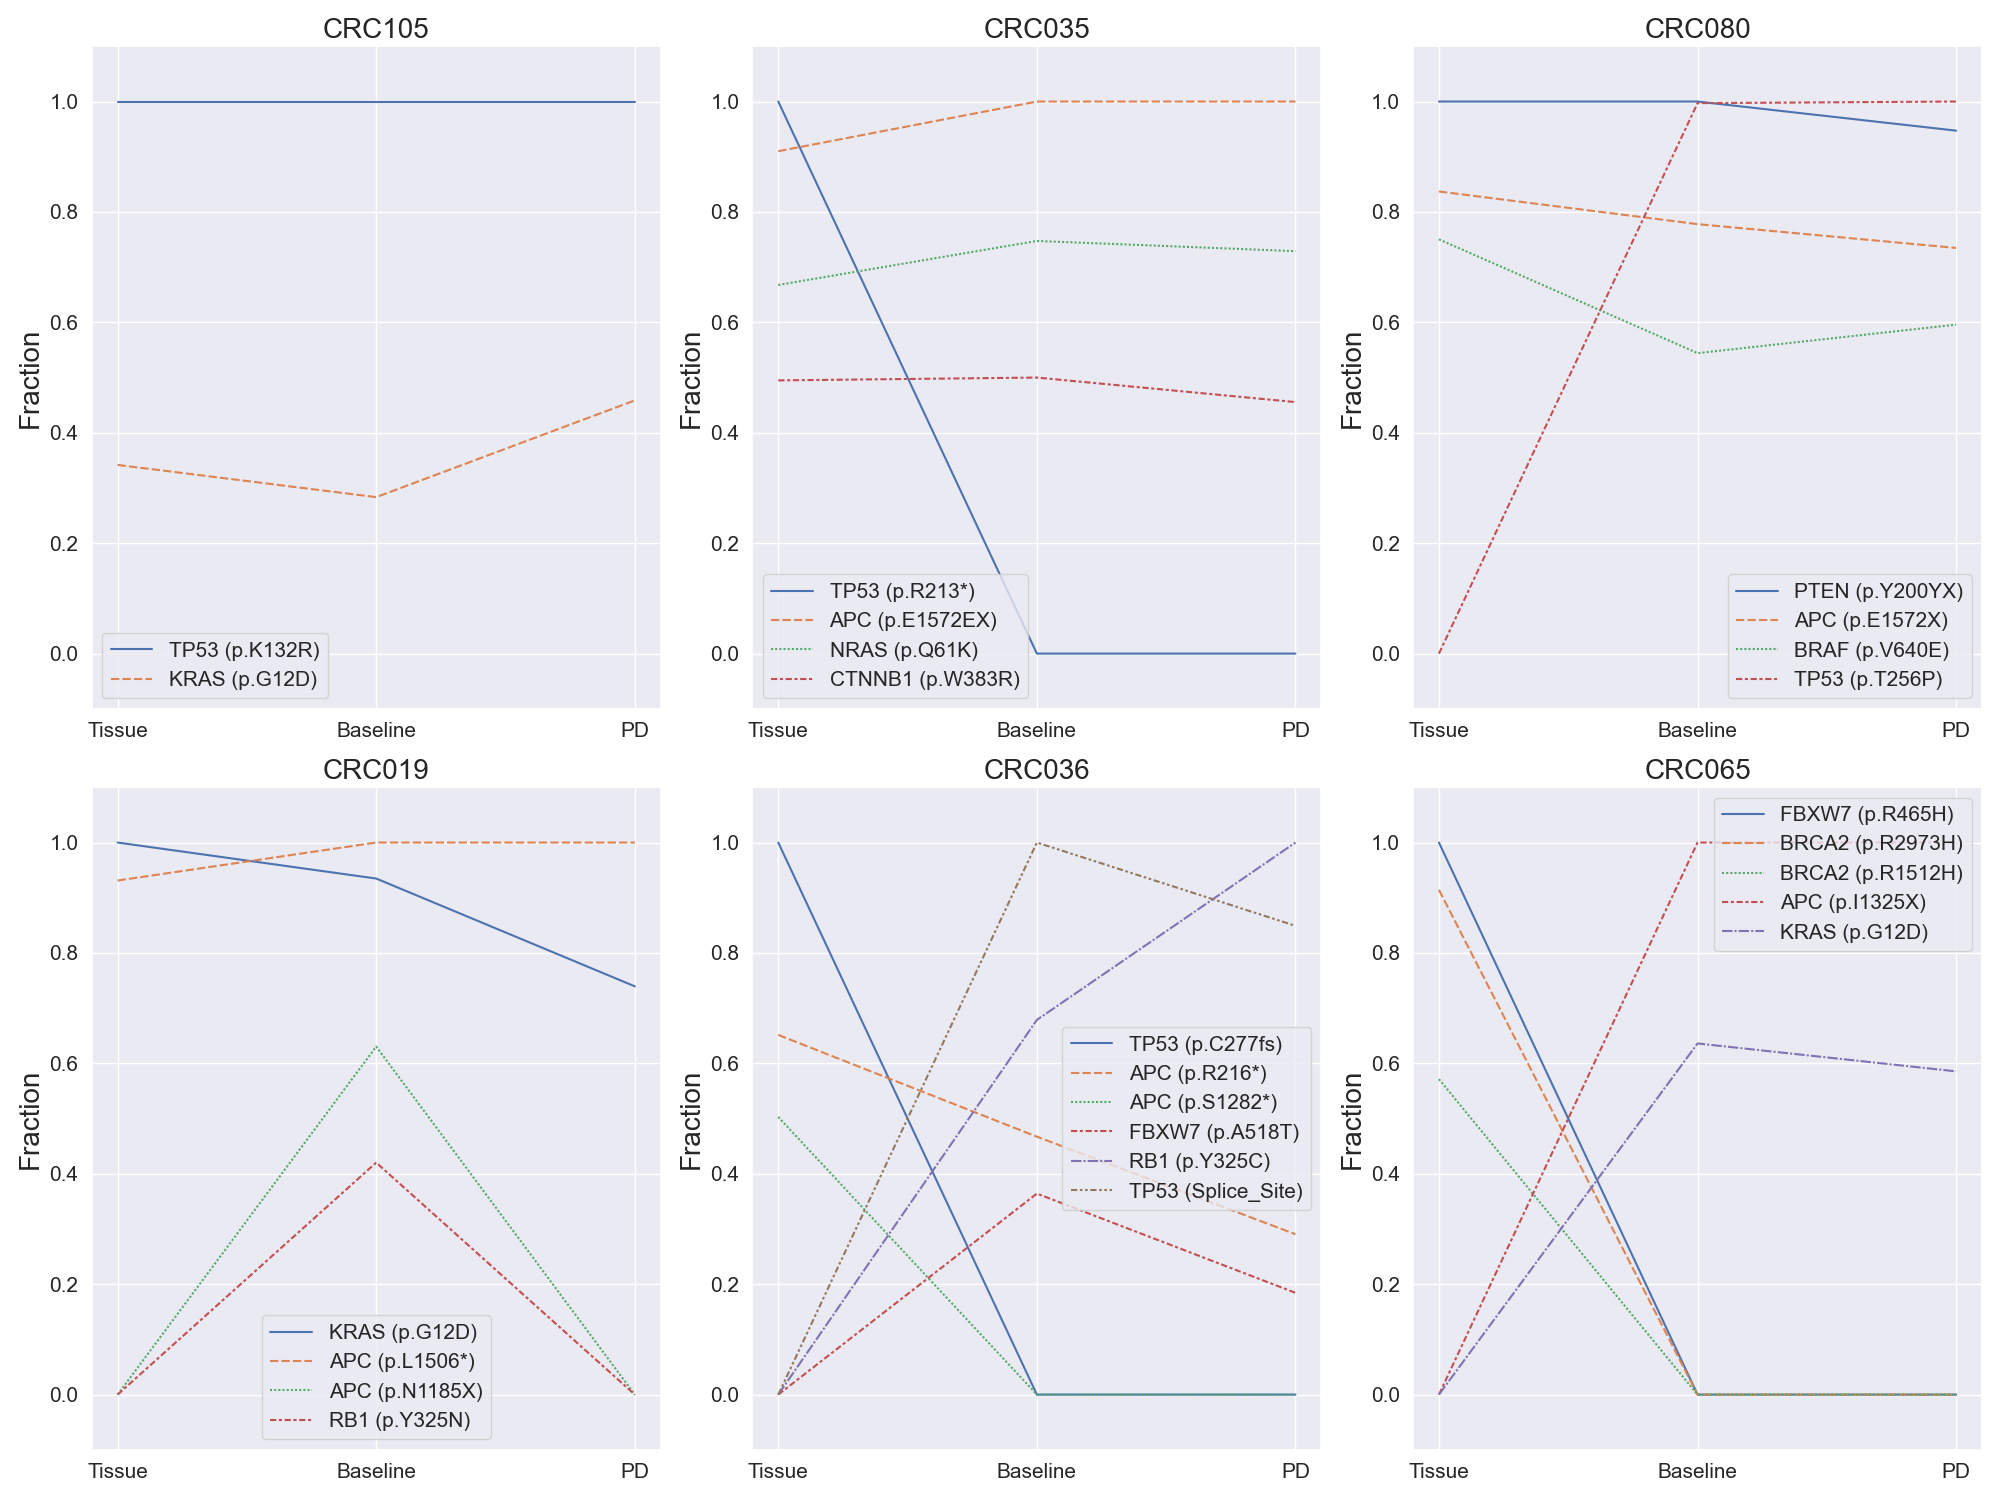 CRC105
Fraction
1.0
0.8
0.6
0.4
0.2
0.0
TP53 (p.K132R)
KRAS (p.G12D)
Tissue Baseline PD
CRC035
Fraction
1.0
0.8
0.6
0.4
0.2
0.0
TP53 (p.R213*)
APC (p.E1572EX)
NRAS (p.Q61K)
CTNNB1 (p.W383R)
Tissue Baseline PD
CRC080
Fraction
1.0
0.8
0.6
0.4
0.2
0.0
PTEN (p.Y200YX)
APC (p.E1572X)
BRAF (p.V640E)
TP53 (p.T256P)
Tissue Baseline PD
CRC019
Fraction
1.0
0.8
0.6
0.4
0.2
0.0
KRAS (p.G12D)
APC (p.L1506*)
APC (p.N1185X)
RB1 (p.Y325N)
Tissue Baseline PD
CRC036
Fraction
1.0
0.8
0.6
0.4
0.2
0.0
TP53 (p.C277fs)
APC (p.R216*)
APC (p.S1282*)
FBXW7 (p.A518T)
RB1 (p.Y325C)
TP53 (Splice_Site)
Tissue Baseline PD
CRC065
Fraction
1.0
0.8
0.6
0.4
0.2
0.0
FBXW7 (p.R465H)
BRCA2 (p.R2973H)
BRCA2 (p.R1512H)
APC (p.I1325X)
KRAS (p.G12D)
Tissue Baseline PD